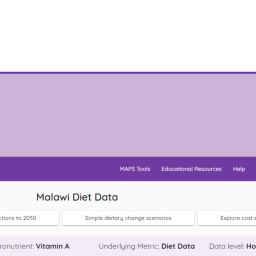 MAPS Tools Educational Resources Help
Malawi Diet Data
ctions to 2050 Simple dietary change scenarios Explore cost
ronutrient: Vitamin A Underlying Metric: Diet Data Data level: Ho